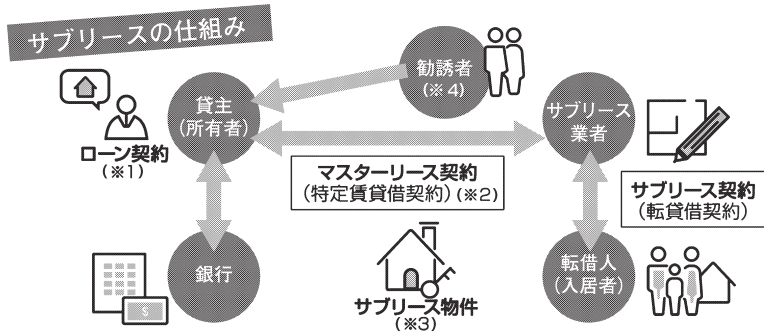 サブリースの仕組み
勧誘者
(※4)
貸主
(所有者)
サブリース
業者
ローン契約
(※1)
マスターリース契約
(特定賃貸借契約)(※2)
サブリース契約
(転貸借契約)
銀行
転借人
(入居者)
$
サブリース物件
(※3)